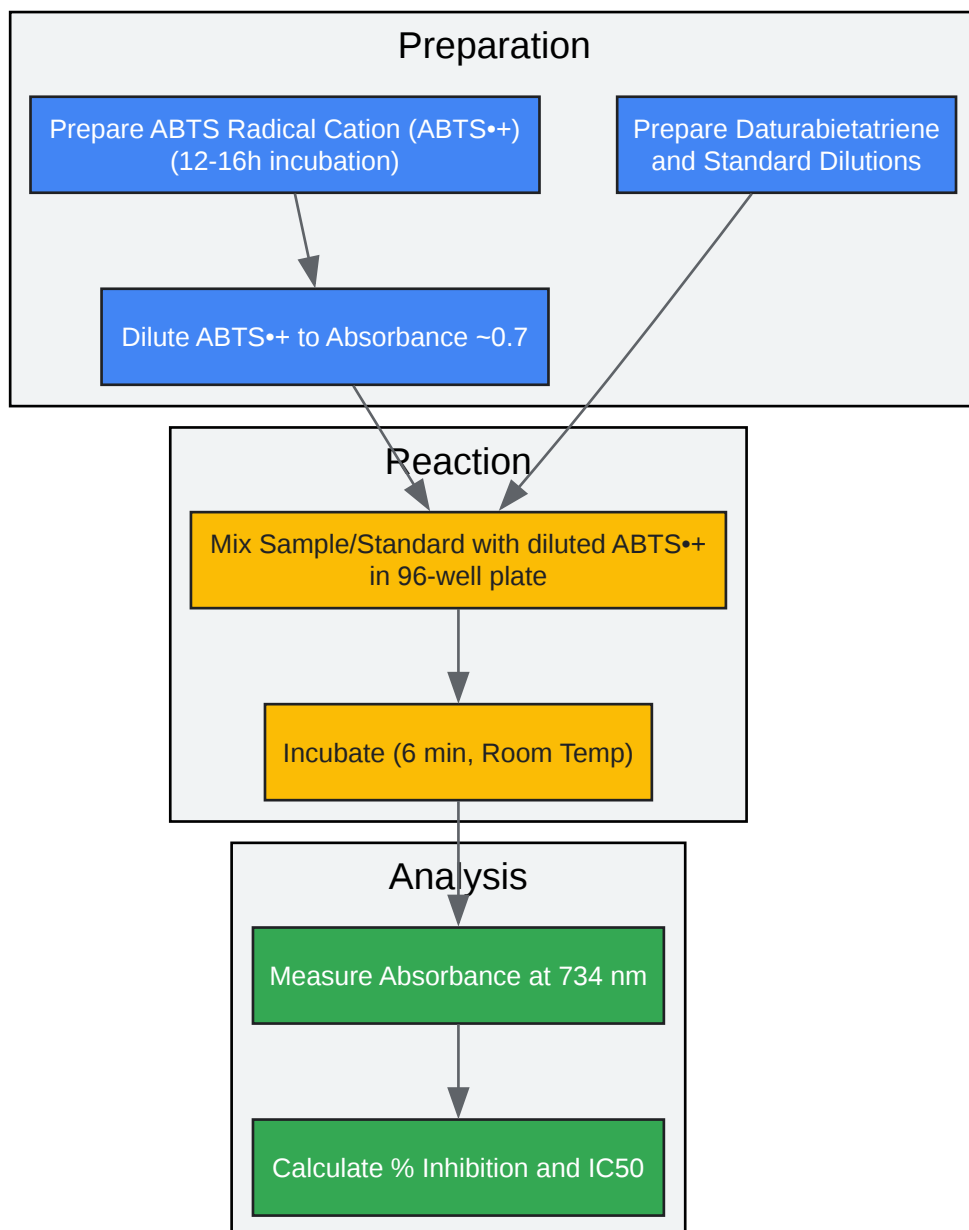 Preparation
Prepare ABTS Radical Cation (ABTS•+)
(12-16h incubation)
Prepare Daturabietatriene
and Standard Dilutions
Dilute ABTS•+ to Absorbance ~0.7
Reaction
Mix Sample/Standard with diluted ABTS•+
in 96-well plate
Incubate (6 min, Room Temp)
Analysis
Measure Absorbance at 734 nm
Calculate % Inhibition and IC50